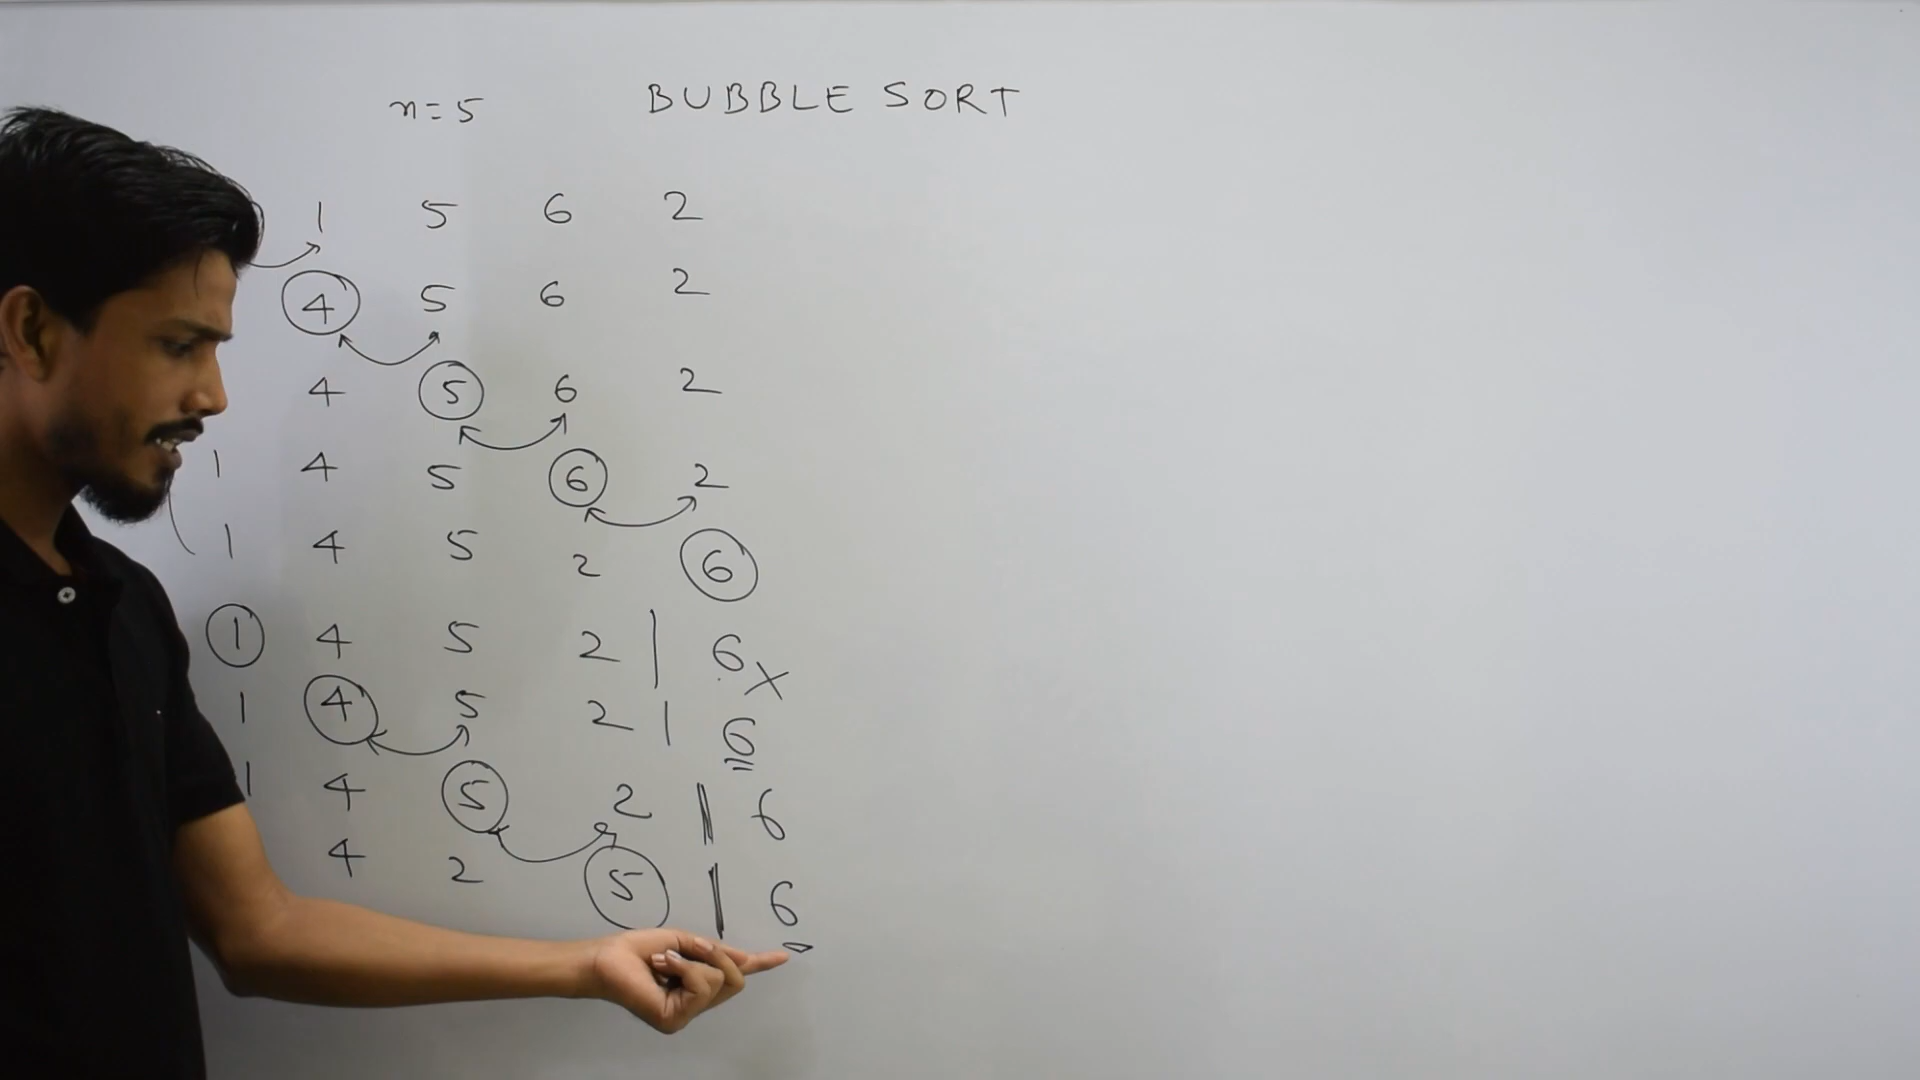 n=5 BUBBLE SORT
1 5 6 2
4 5 6 2
4 5 6 2
1 4 5 6 2
1 4 5 2 6
1 4 5 2 | 6 X
1 4 5 2 | 6
1 4 5 2 | 6
4 2 5 | 6